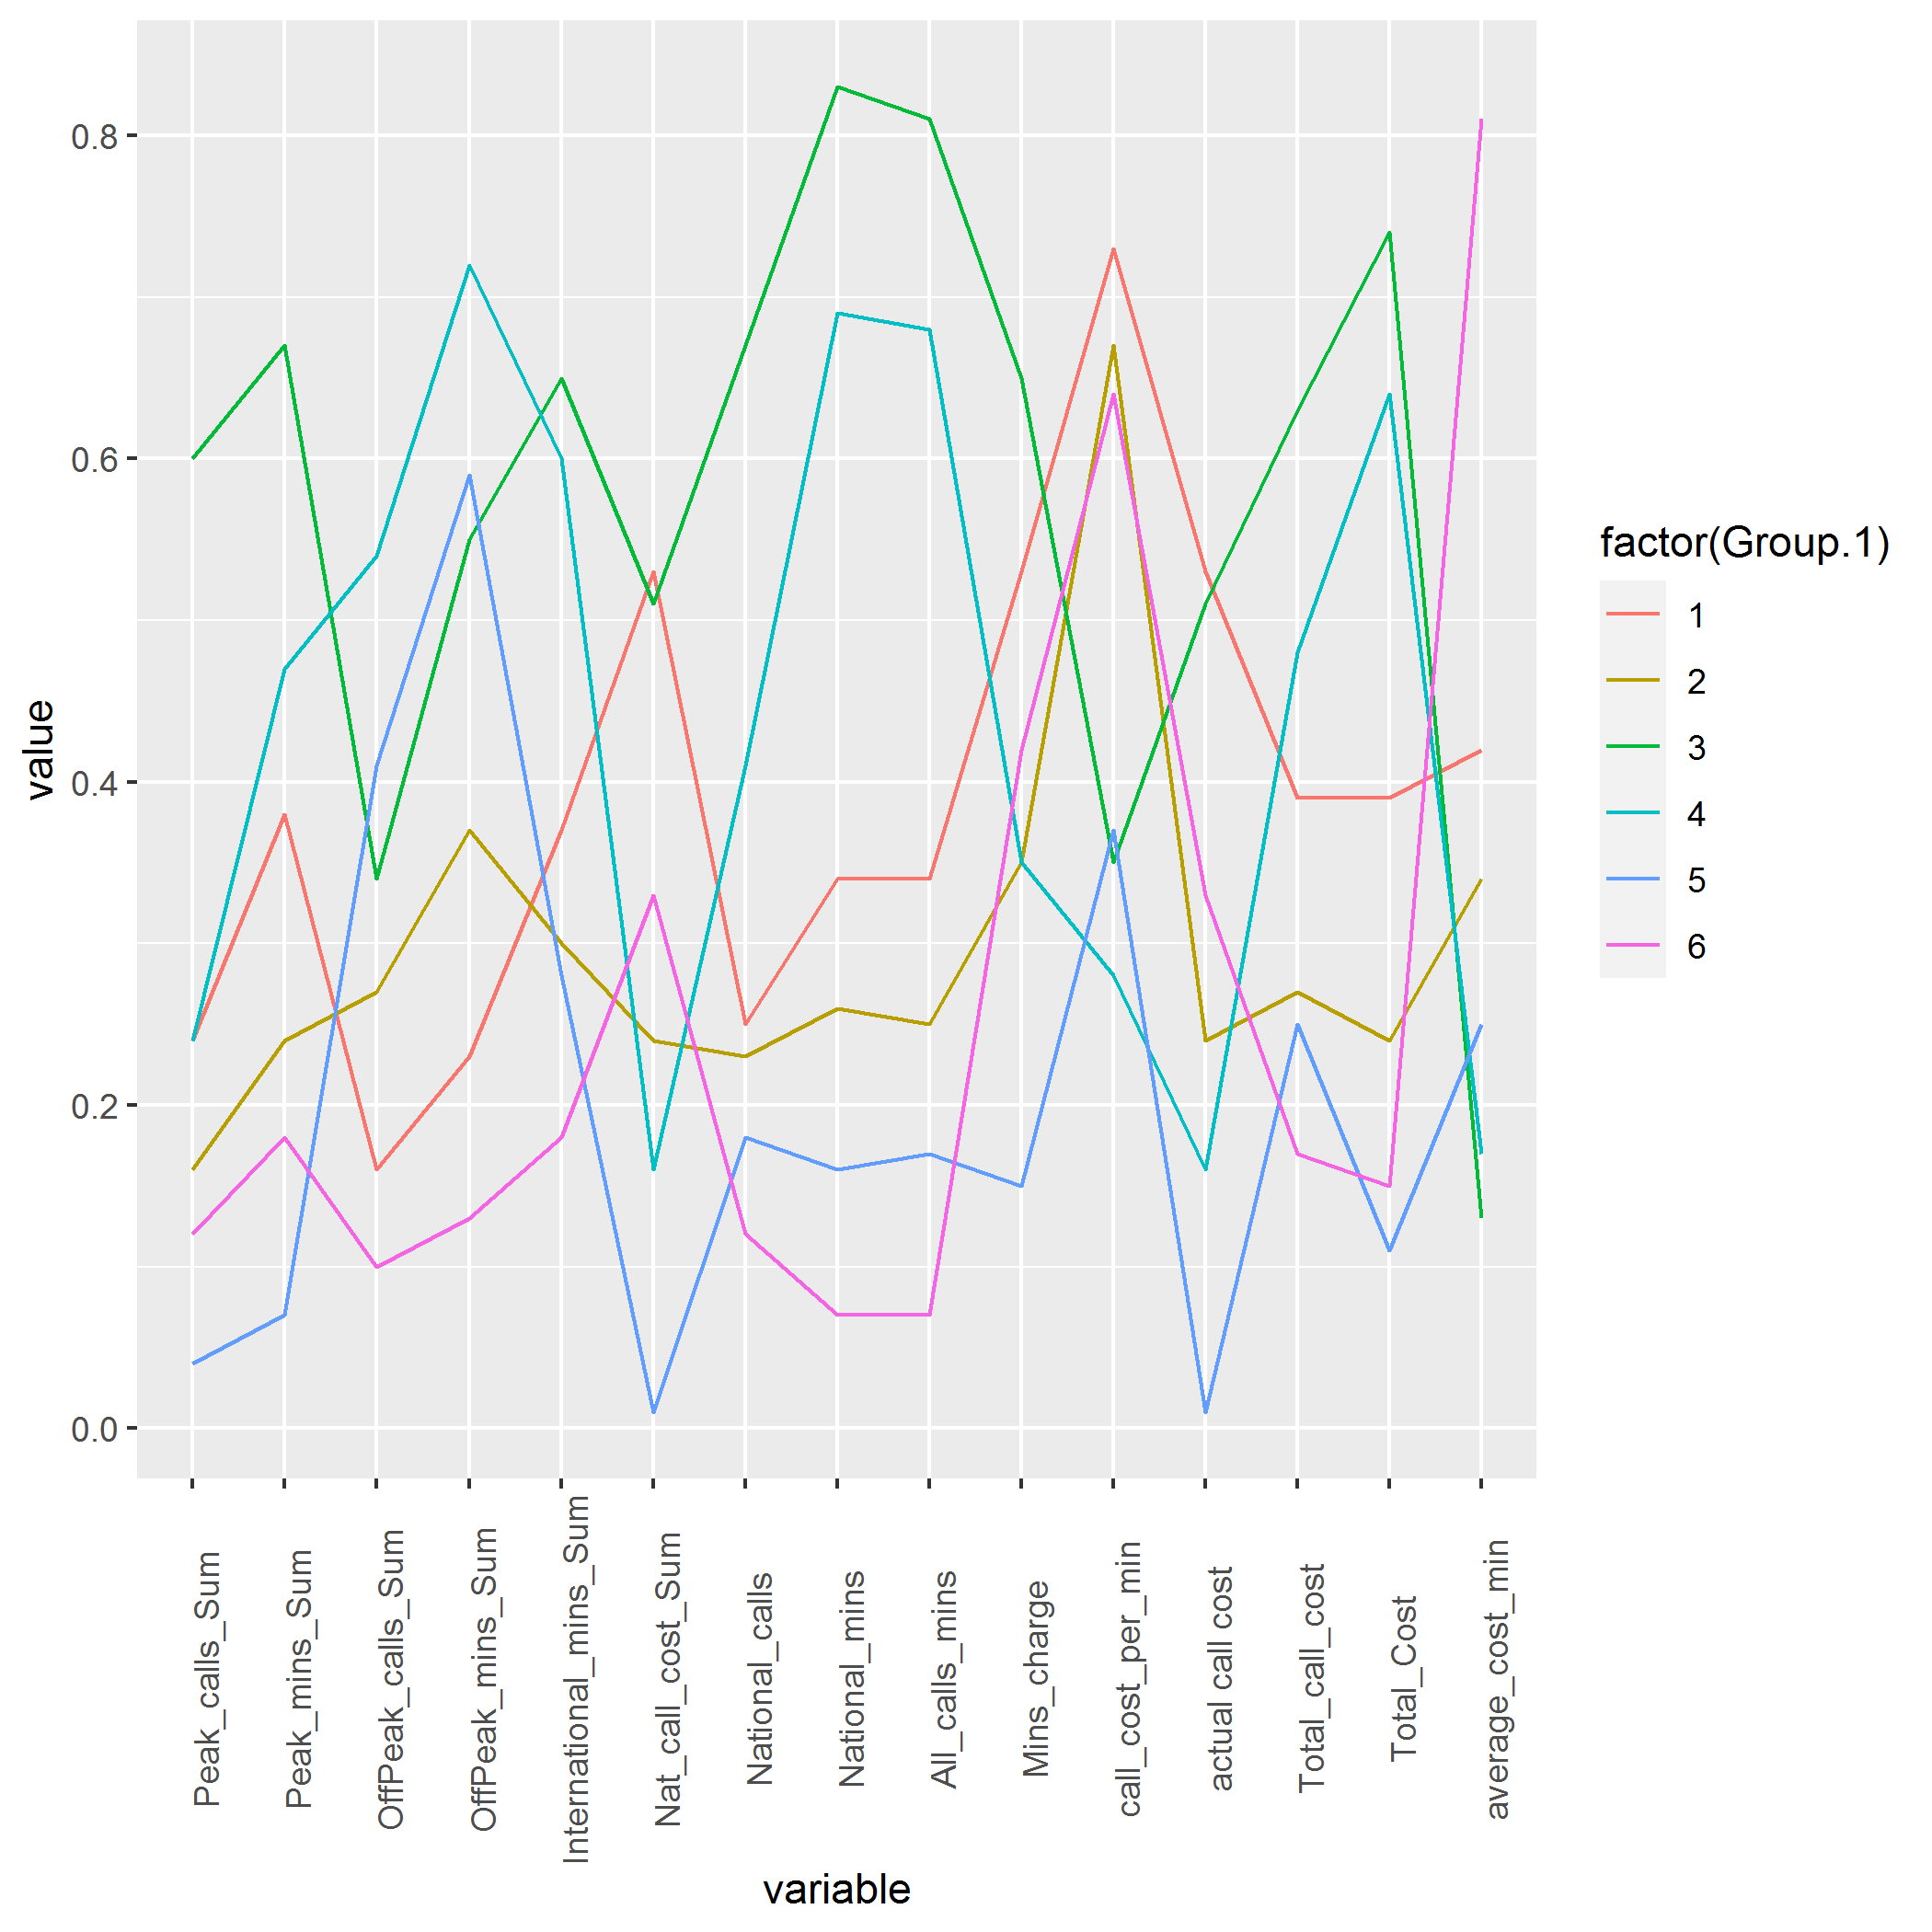 value
0.8
0.6
0.4
0.2
0.0
Peak_calls_Sum
Peak_mins_Sum
OffPeak_calls_Sum
OffPeak_mins_Sum
International_mins_Sum
Nat_call_cost_Sum
National_calls
National_mins
All_calls_mins
Mins_charge
call_cost_per_min
actual call cost
Total_call_cost
Total_Cost
average_cost_min
variable
factor(Group.1)
1
2
3
4
5
6